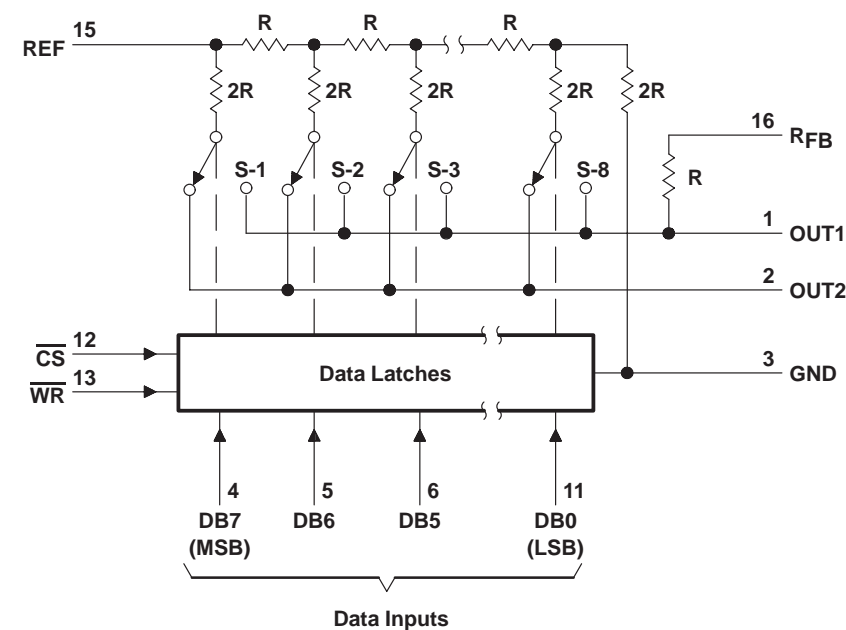 R R R
15
REF
2R 2R 2R 2R 2R
16
RFB
S-1 S-2 S-3 S-8
R
1
OUT1
2
OUT2
12
CS
3
Data Latches
GND
13
WR
4 5 6 11
DB7 DB6 DB5 DB0
(MSB) (LSB)
Data Inputs